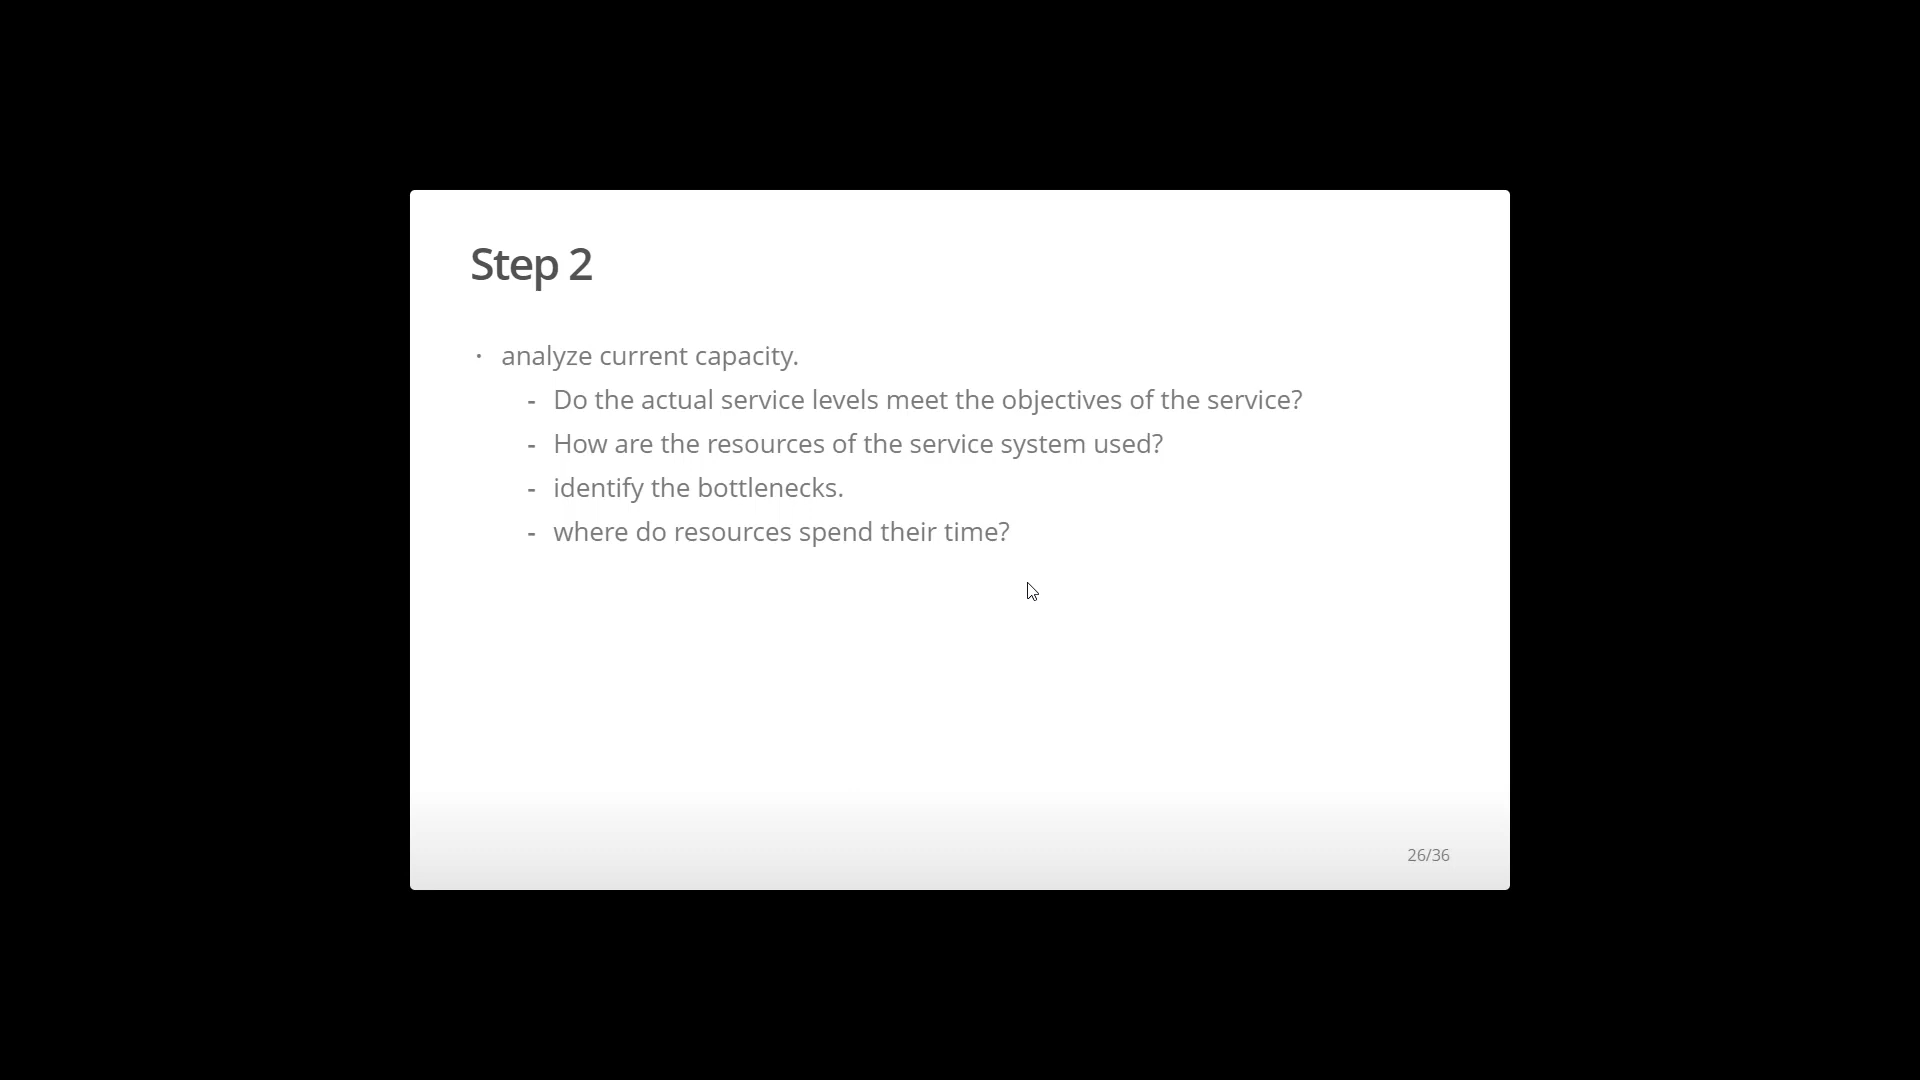 Step 2
· analyze current capacity.
- Do the actual service levels meet the objectives of the service?
- How are the resources of the service system used?
- identify the bottlenecks.
- where do resources spend their time?
26/36